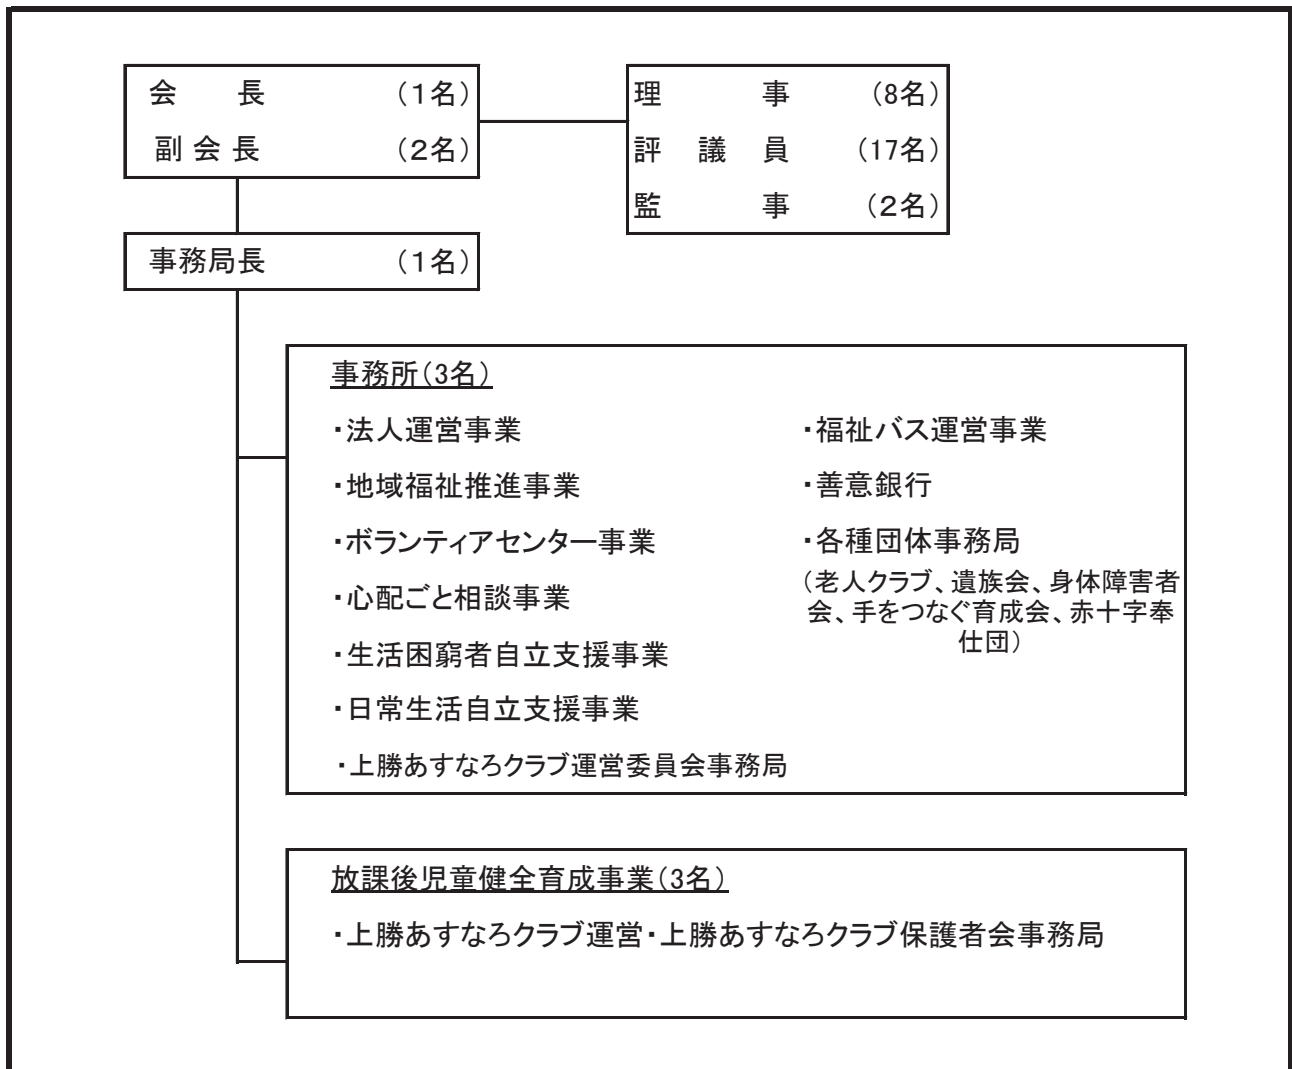 会　　長　　　　（１名）
副 会 長　　　　（２名）
理　　　事　　（8名）
評　議　員　　（17名）
監　　　事　　（２名）
事務局長　　　　（１名）
事務所（3名）
・法人運営事業
・地域福祉推進事業
・ボランティアセンター事業
・心配ごと相談事業
・生活困窮者自立支援事業
・日常生活自立支援事業
・上勝あすなろクラブ運営委員会事務局
・福祉バス運営事業
・善意銀行
・各種団体事務局
（老人クラブ、遺族会、身体障害者
会、手をつなぐ育成会、赤十字奉
仕団）
放課後児童健全育成事業（3名）
・上勝あすなろクラブ運営・上勝あすなろクラブ保護者会事務局